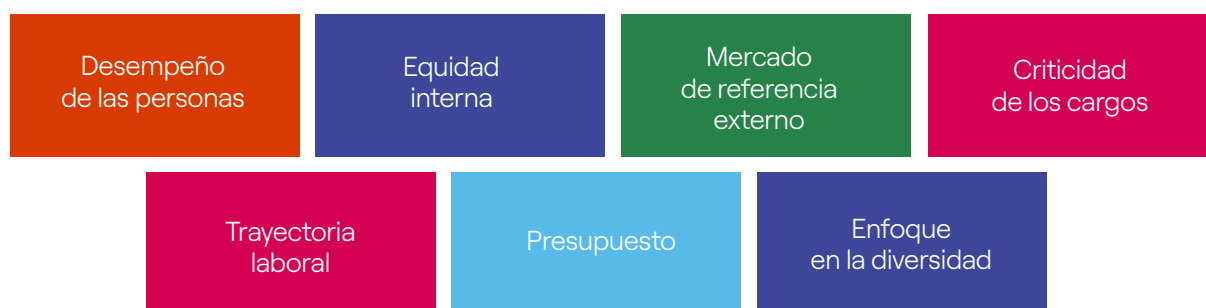 Desempeño
de las personas
Equidad
interna
Mercado
de referencia
externo
Criticidad
de los cargos
Trayectoria
laboral
Presupuesto
Enfoque
en la diversidad